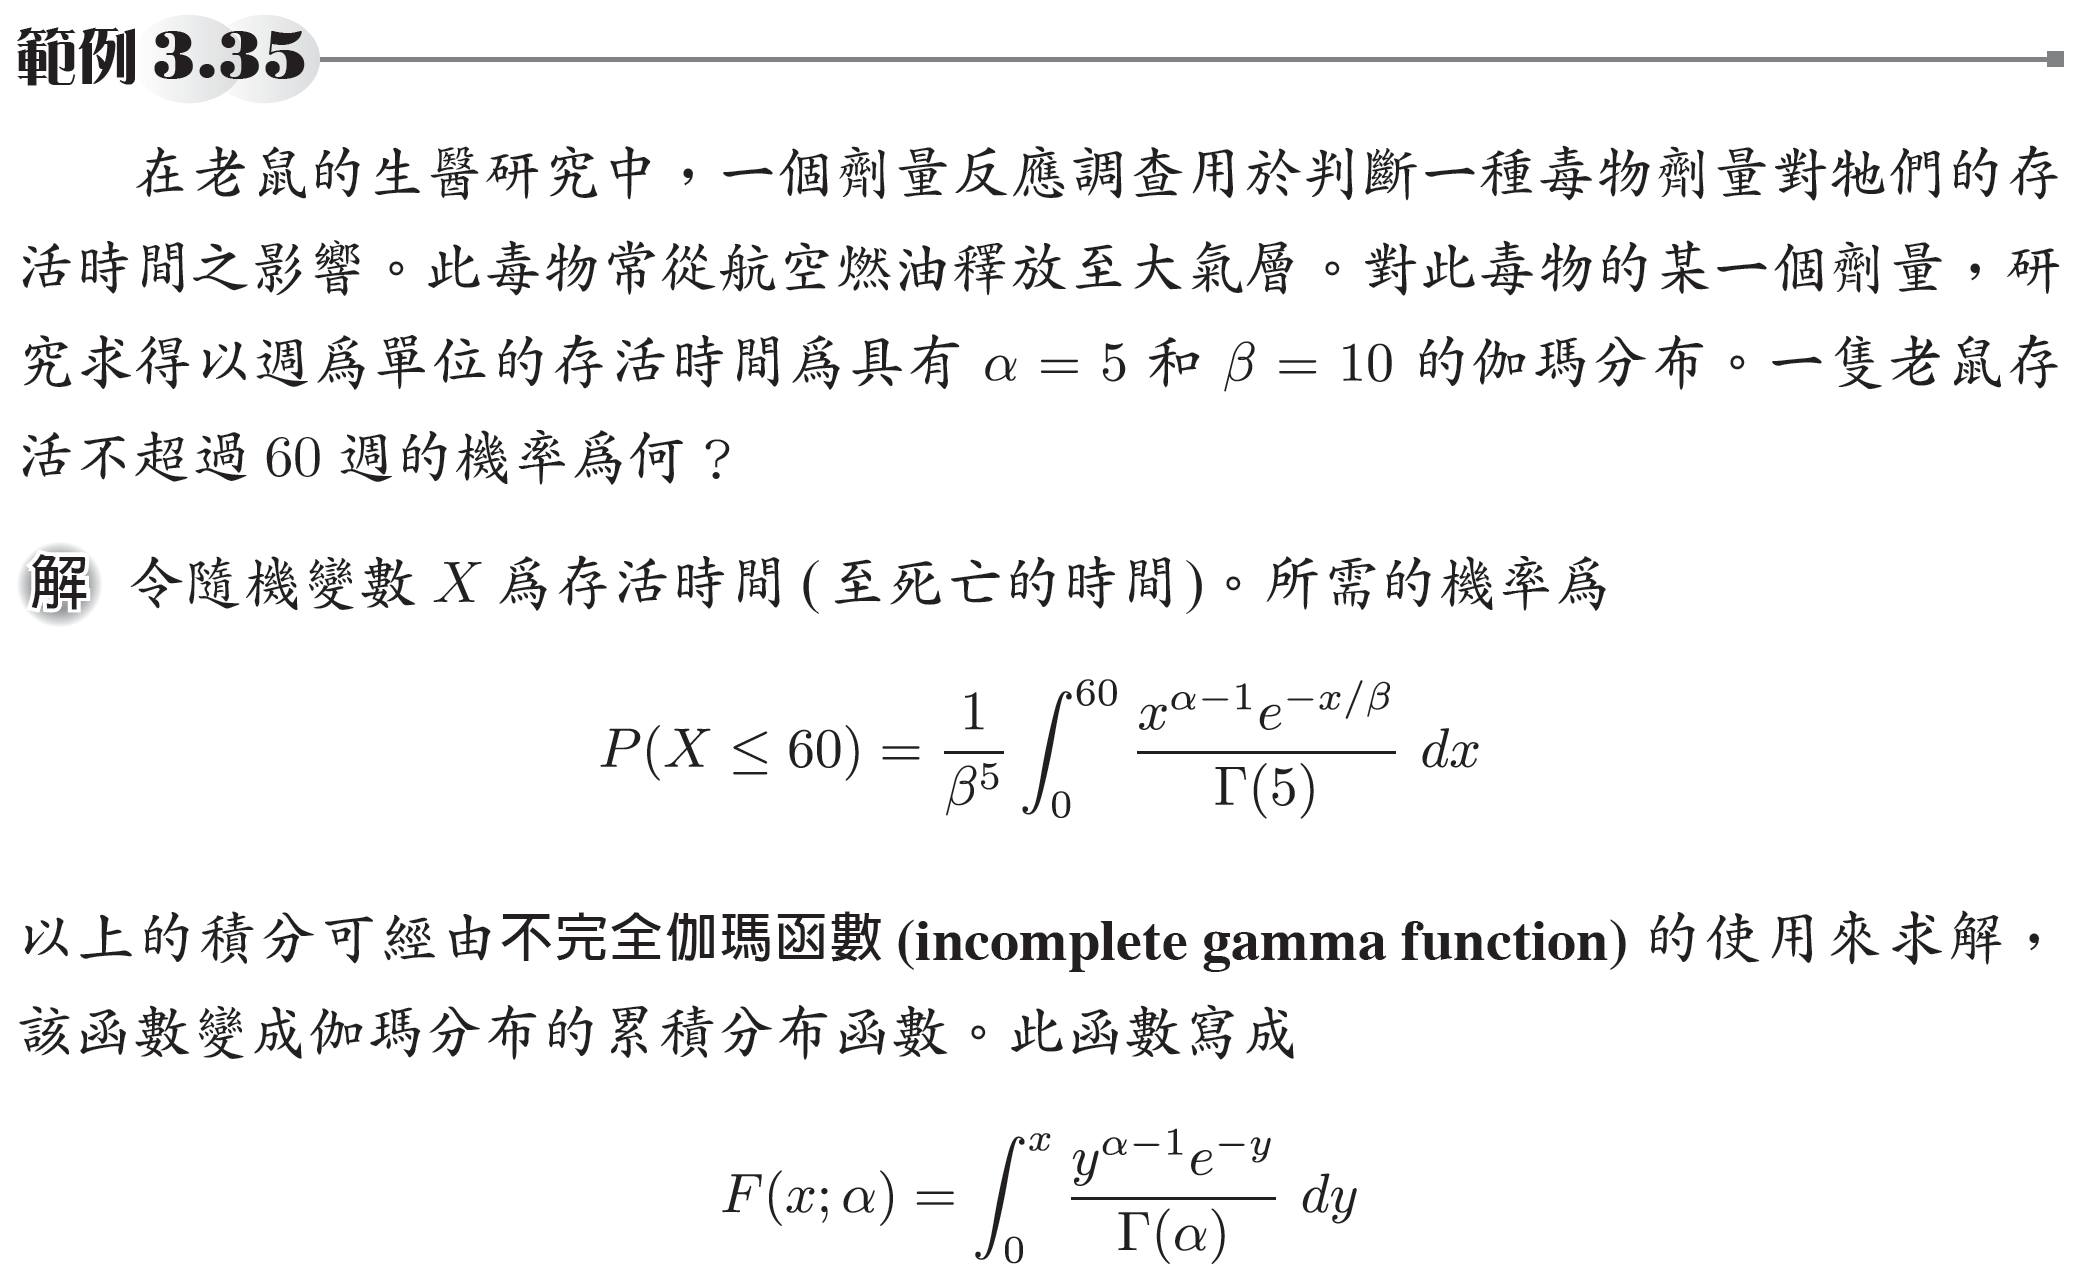 範例 3.35
在老鼠的生醫研究中，一個劑量反應調查用於判斷一種毒物劑量對牠們的存
活時間之影響。此毒物常從航空燃油釋放至大氣層。對此毒物的某一個劑量，研
究求得以週爲單位的存活時間爲具有 α = 5 和 β = 10 的伽瑪分布。一隻老鼠存
活不超過 60 週的機率爲何？
解 令隨機變數 X 爲存活時間 (至死亡的時間)。所需的機率爲
P(X ≤ 60) = \frac{1}{β^5} \int_0^{60} \frac{x^{α−1}e^{−x/β}}{Γ(5)} dx
以上的積分可經由不完全伽瑪函數 (incomplete gamma function) 的使用來求解，
該函數變成伽瑪分布的累積分布函數。此函數寫成
F(x; α) = \int_0^x \frac{y^{α−1}e^{−y}}{Γ(α)} dy